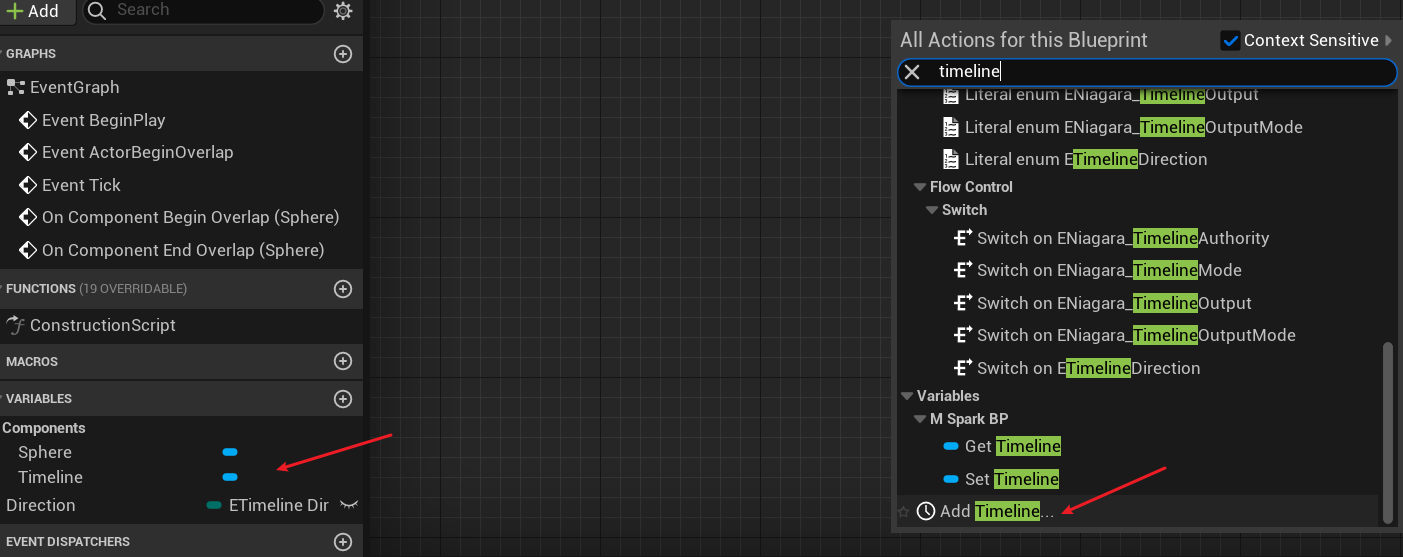 Add
Search
GRAPHS
EventGraph
Event BeginPlay
Event ActorBeginOverlap
Event Tick
On Component Begin Overlap (Sphere)
On Component End Overlap (Sphere)
FUNCTIONS (19 OVERRIDABLE)
ConstructionScript
MACROS
VARIABLES
Components
Sphere
Timeline
Direction ETimeline Dir
EVENT DISPATCHERS
All Actions for this Blueprint Context Sensitive
timeline
Literal enum ENiagara_TimelineOutput
Literal enum ENiagara_TimelineOutputMode
Literal enum ETimelineDirection
Flow Control
Switch
Switch on ENiagara_TimelineAuthority
Switch on ENiagara_TimelineMode
Switch on ENiagara_TimelineOutput
Switch on ENiagara_TimelineOutputMode
Switch on ETimelineDirection
Variables
M Spark BP
Get Timeline
Set Timeline
Add Timeline...